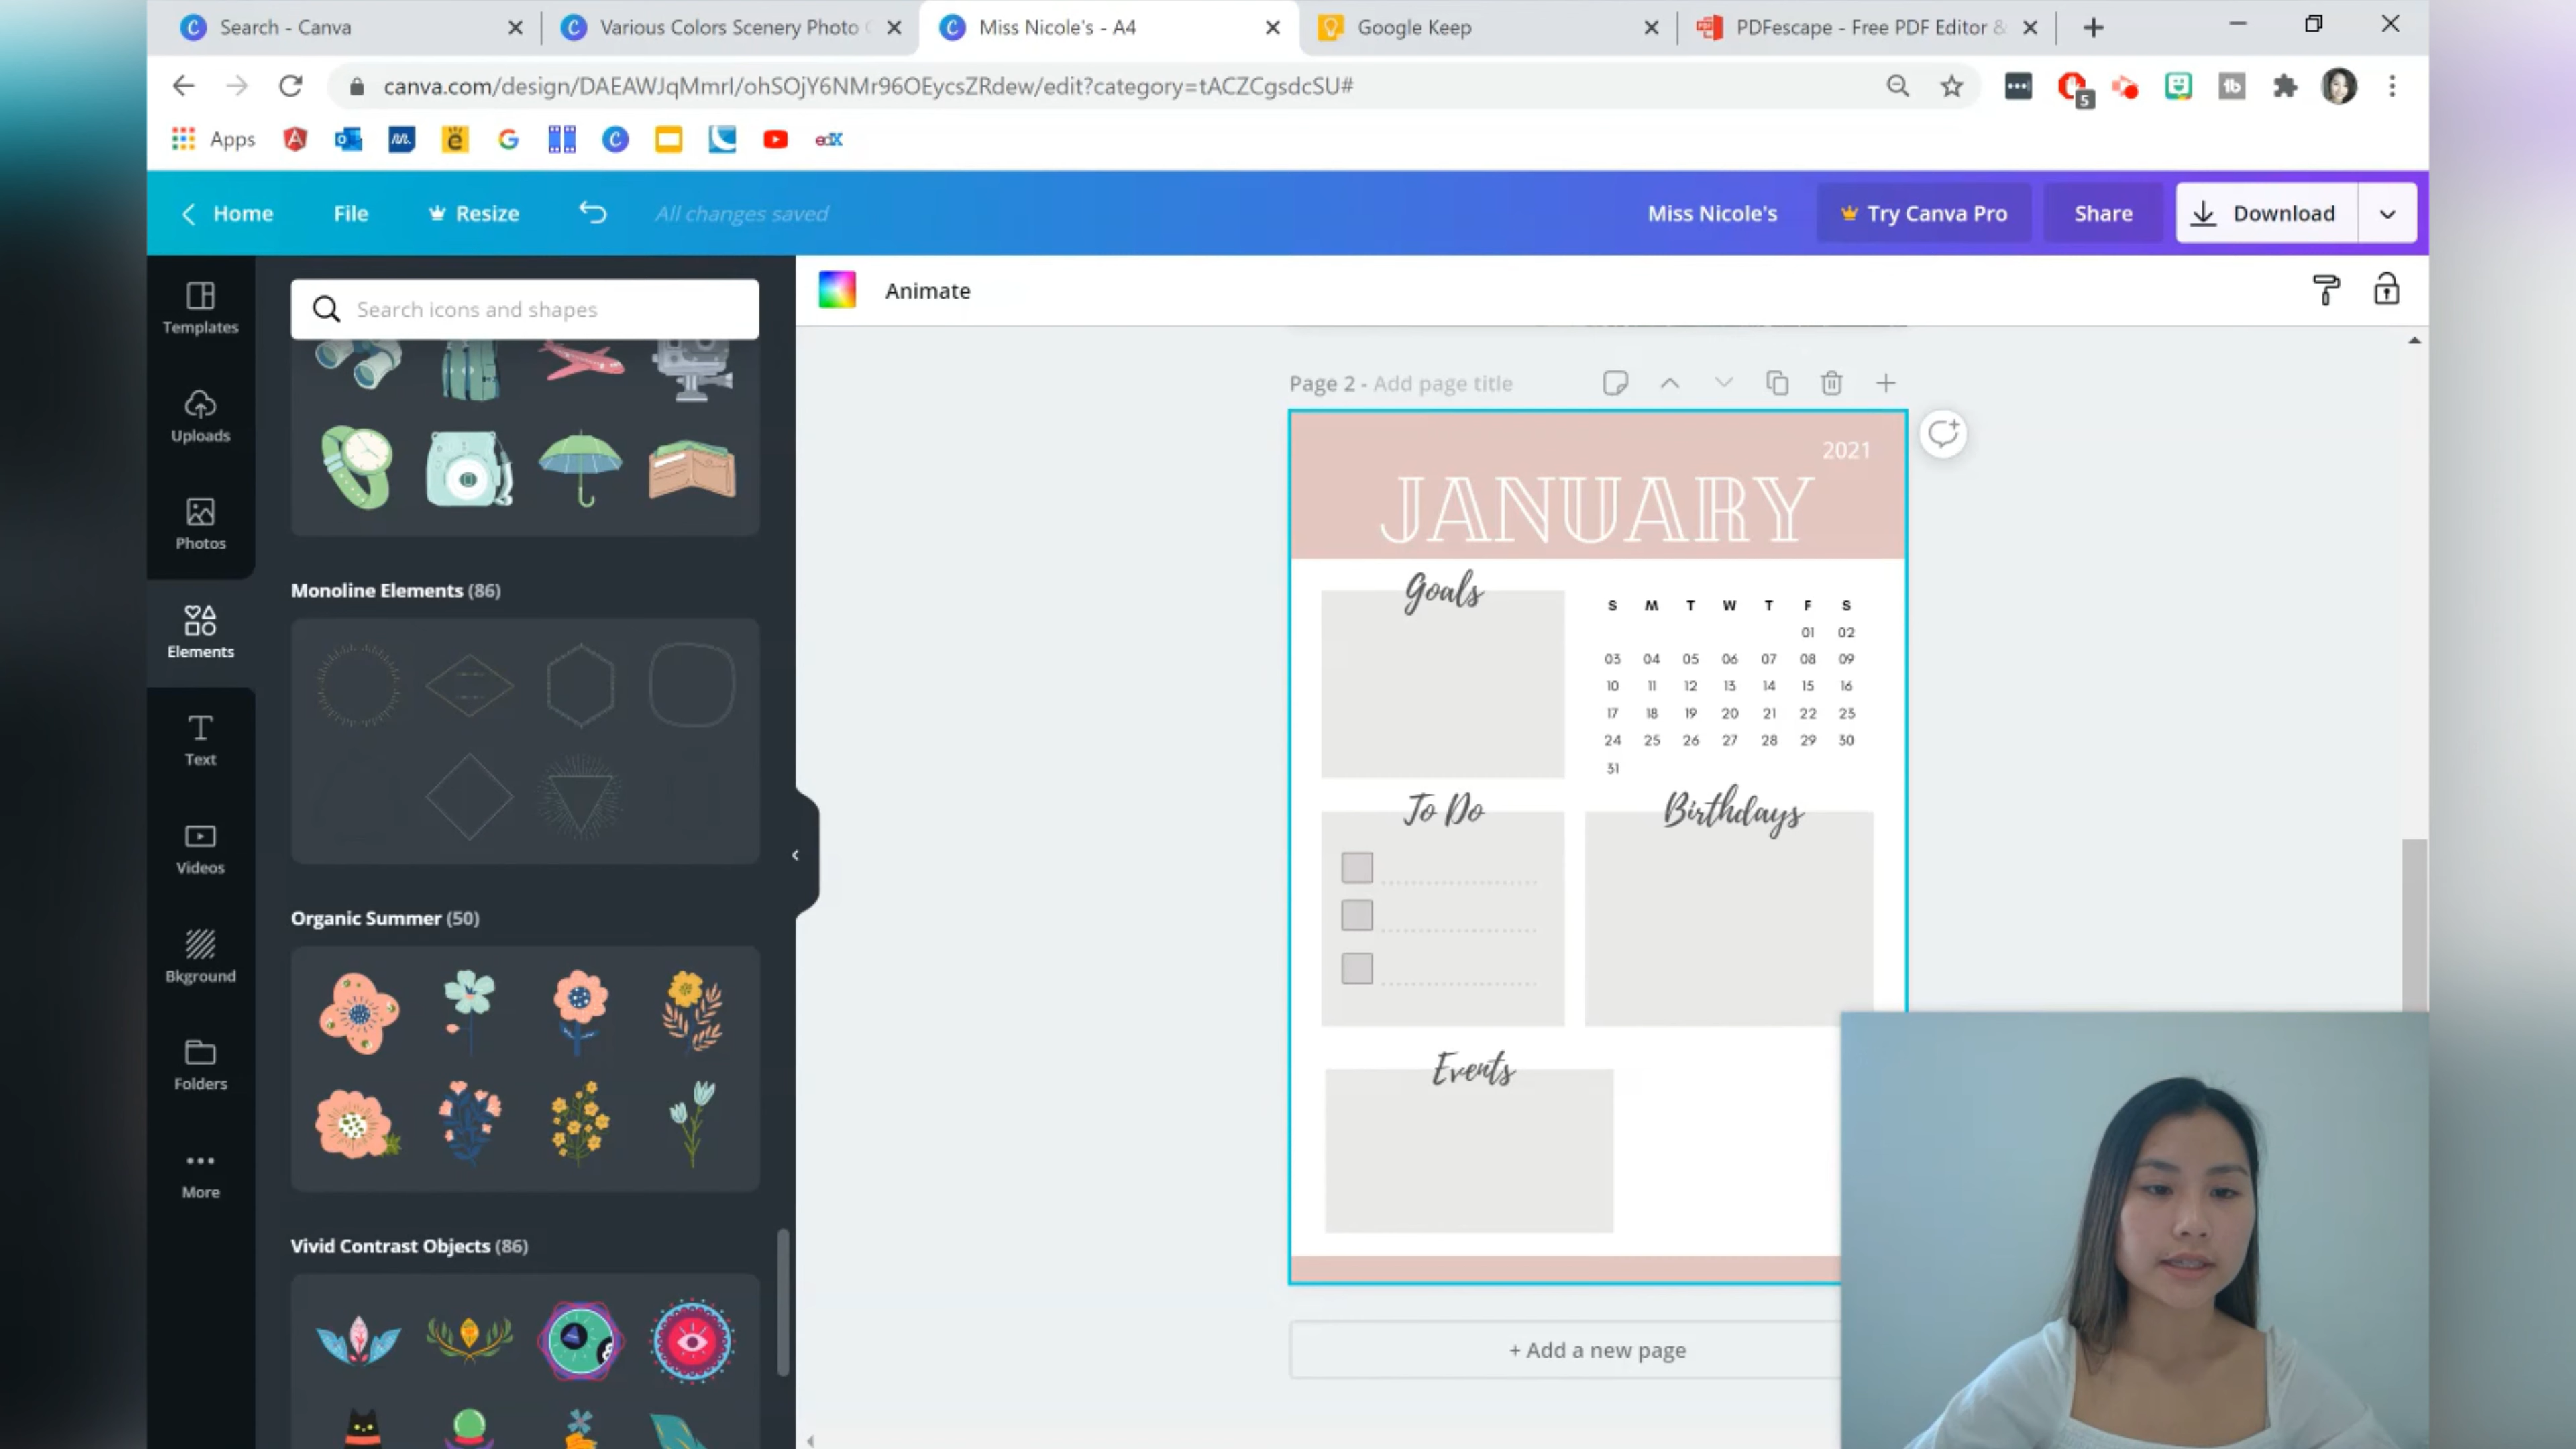 Search - Canva
Various Colors Scenery Photo
Miss Nicole's - A4
Google Keep
PDFescape - Free PDF Editor &
canva.com/design/DAEAWJqMmrI/ohSOjY6NMr96OEycsZRdew/edit?category=tACZCgsdcSU#
5
Apps
edX
Home
File
Resize
All changes saved
Miss Nicole's
Try Canva Pro
Share
Download
Templates
Uploads
Photos
Elements
Text
Videos
Bkground
Folders
More
Search icons and shapes
Monoline Elements (86)
Organic Summer (50)
Vivid Contrast Objects (86)
Animate
Page 2 - Add page title
2021
JANUARY
Goals
S M T W T F S
01 02
03 04 05 06 07 08 09
10 11 12 13 14 15 16
17 18 19 20 21 22 23
24 25 26 27 28 29 30
31
To Do
Birthdays
Events
+ Add a new page